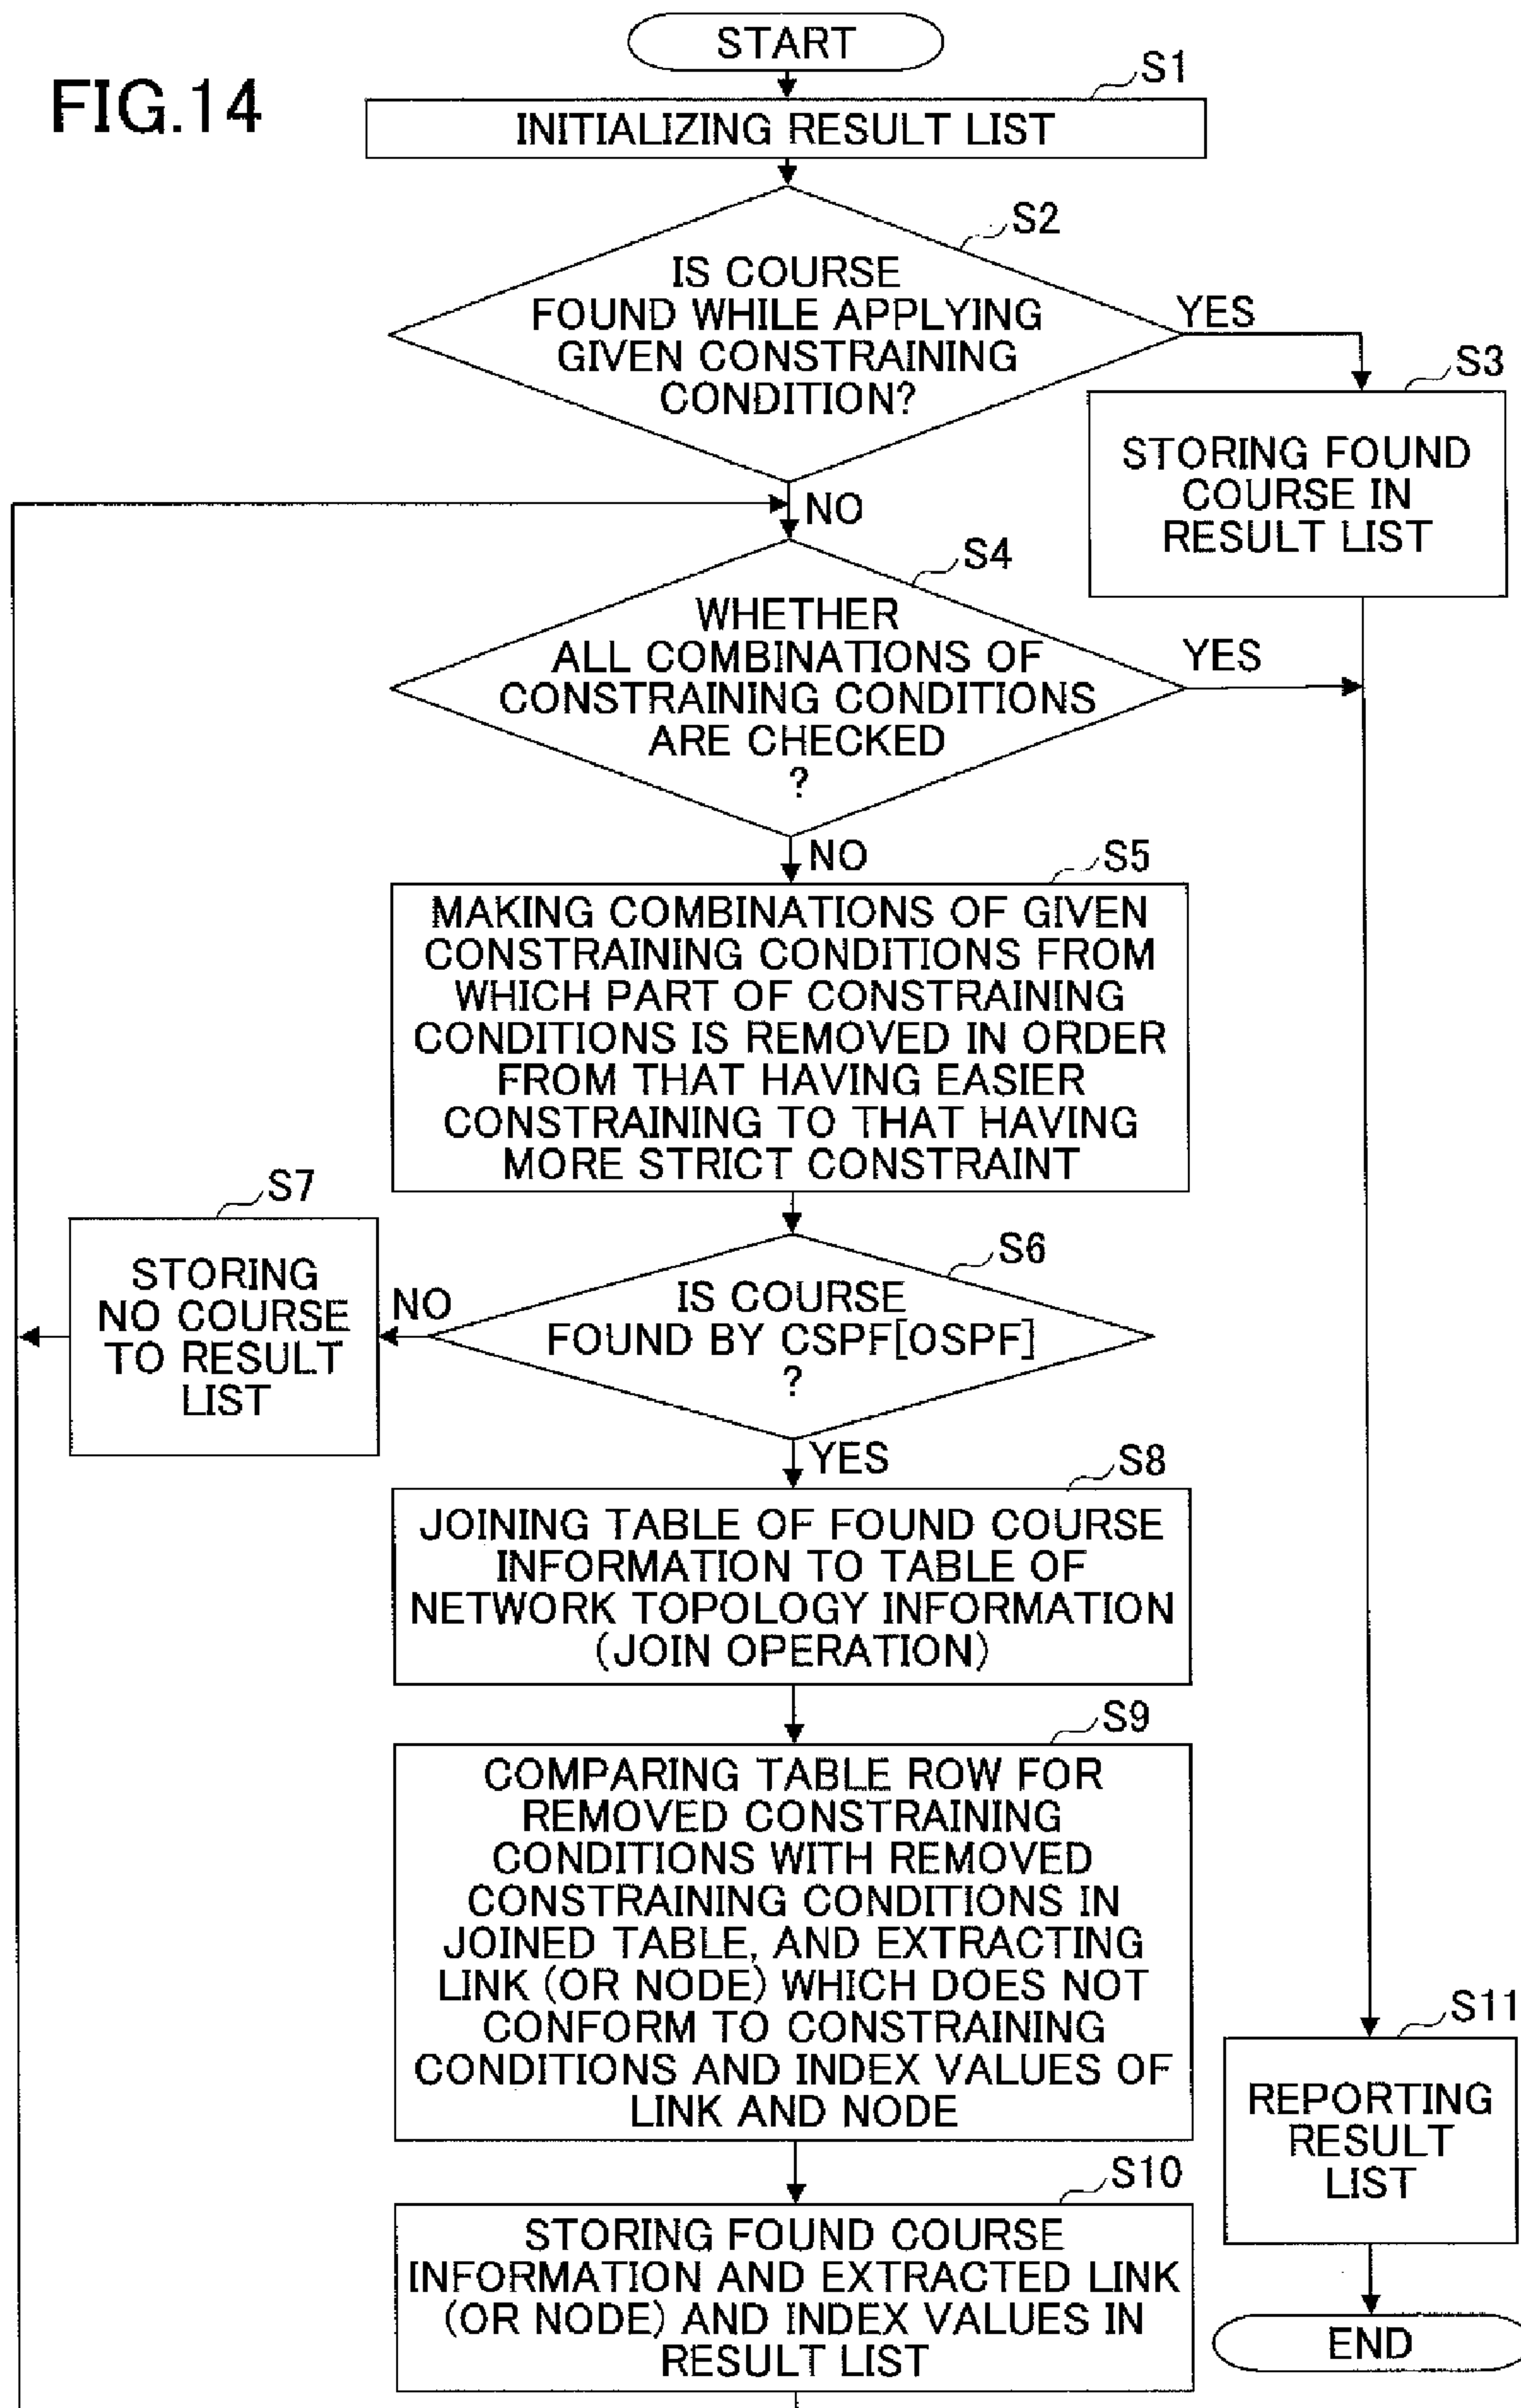 FIG.14
START
S1
INITIALIZING RESULT LIST
S2
IS COURSE
FOUND WHILE APPLYING
GIVEN CONSTRAINING
CONDITION?
YES
S3
STORING FOUND
COURSE IN
RESULT LIST
NO
S4
WHETHER
ALL COMBINATIONS OF
CONSTRAINING CONDITIONS
ARE CHECKED
?
YES
NO
S5
MAKING COMBINATIONS OF GIVEN
CONSTRAINING CONDITIONS FROM
WHICH PART OF CONSTRAINING
CONDITIONS IS REMOVED IN ORDER
FROM THAT HAVING EASIER
CONSTRAINING TO THAT HAVING
MORE STRICT CONSTRAINT
S6
IS COURSE
FOUND BY CSPF[OSPF]
?
NO
S7
STORING
NO COURSE
TO RESULT
LIST
YES
S8
JOINING TABLE OF FOUND COURSE
INFORMATION TO TABLE OF
NETWORK TOPOLOGY INFORMATION
(JOIN OPERATION)
S9
COMPARING TABLE ROW FOR
REMOVED CONSTRAINING
CONDITIONS WITH REMOVED
CONSTRAINING CONDITIONS IN
JOINED TABLE, AND EXTRACTING
LINK (OR NODE) WHICH DOES NOT
CONFORM TO CONSTRAINING
CONDITIONS AND INDEX VALUES OF
LINK AND NODE
S10
STORING FOUND COURSE
INFORMATION AND EXTRACTED LINK
(OR NODE) AND INDEX VALUES IN
RESULT LIST
S11
REPORTING
RESULT
LIST
END